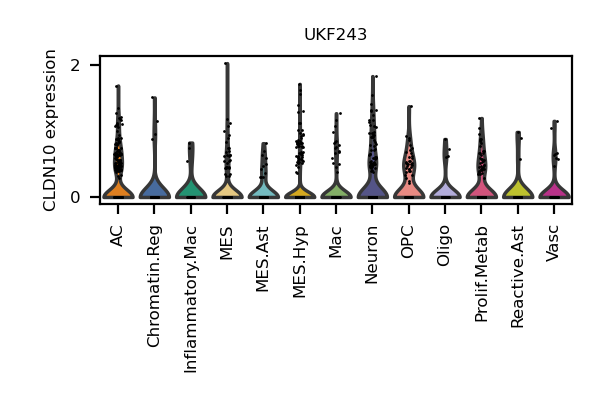 UKF243
CLDN10 expression
2
0
AC
Chromatin.Reg
Inflammatory.Mac
MES
MES.Ast
MES.Hyp
Mac
Neuron
OPC
Oligo
Prolif.Metab
Reactive.Ast
Vasc